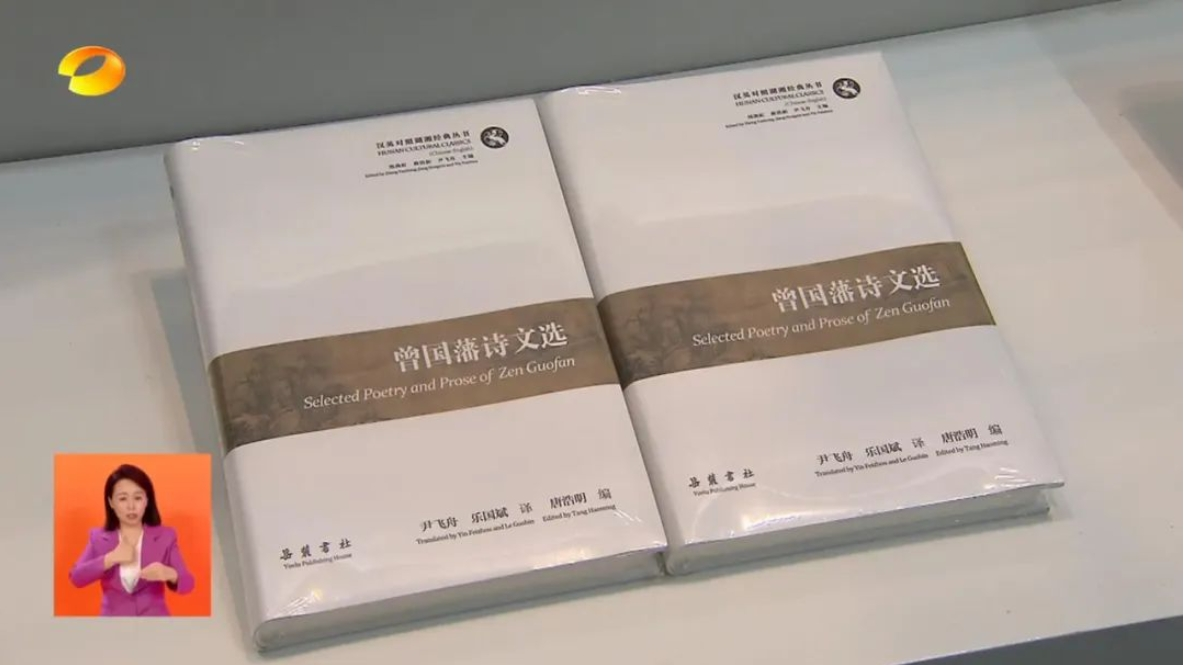 汉英对照湖湘经典丛书
HUXIANG CULTURAL CLASSICS
(Chinese-English)
曾国藩诗文选
Selected Poetry and Prose of Zen Guofan
尹飞舟 乐国斌 译 唐浩明 编
Translated by Yin Feizhou and Le Guobin Edited by Tang Haoming
岳麓书社
Yuelu Publishing House
汉英对照湖湘经典丛书
HUXIANG CULTURAL CLASSICS
(Chinese-English)
曾国藩诗文选
Selected Poetry and Prose of Zen Guofan
尹飞舟 乐国斌 译 唐浩明 编
Translated by Yin Feizhou and Le Guobin Edited by Tang Haoming
岳麓书社
Yuelu Publishing House